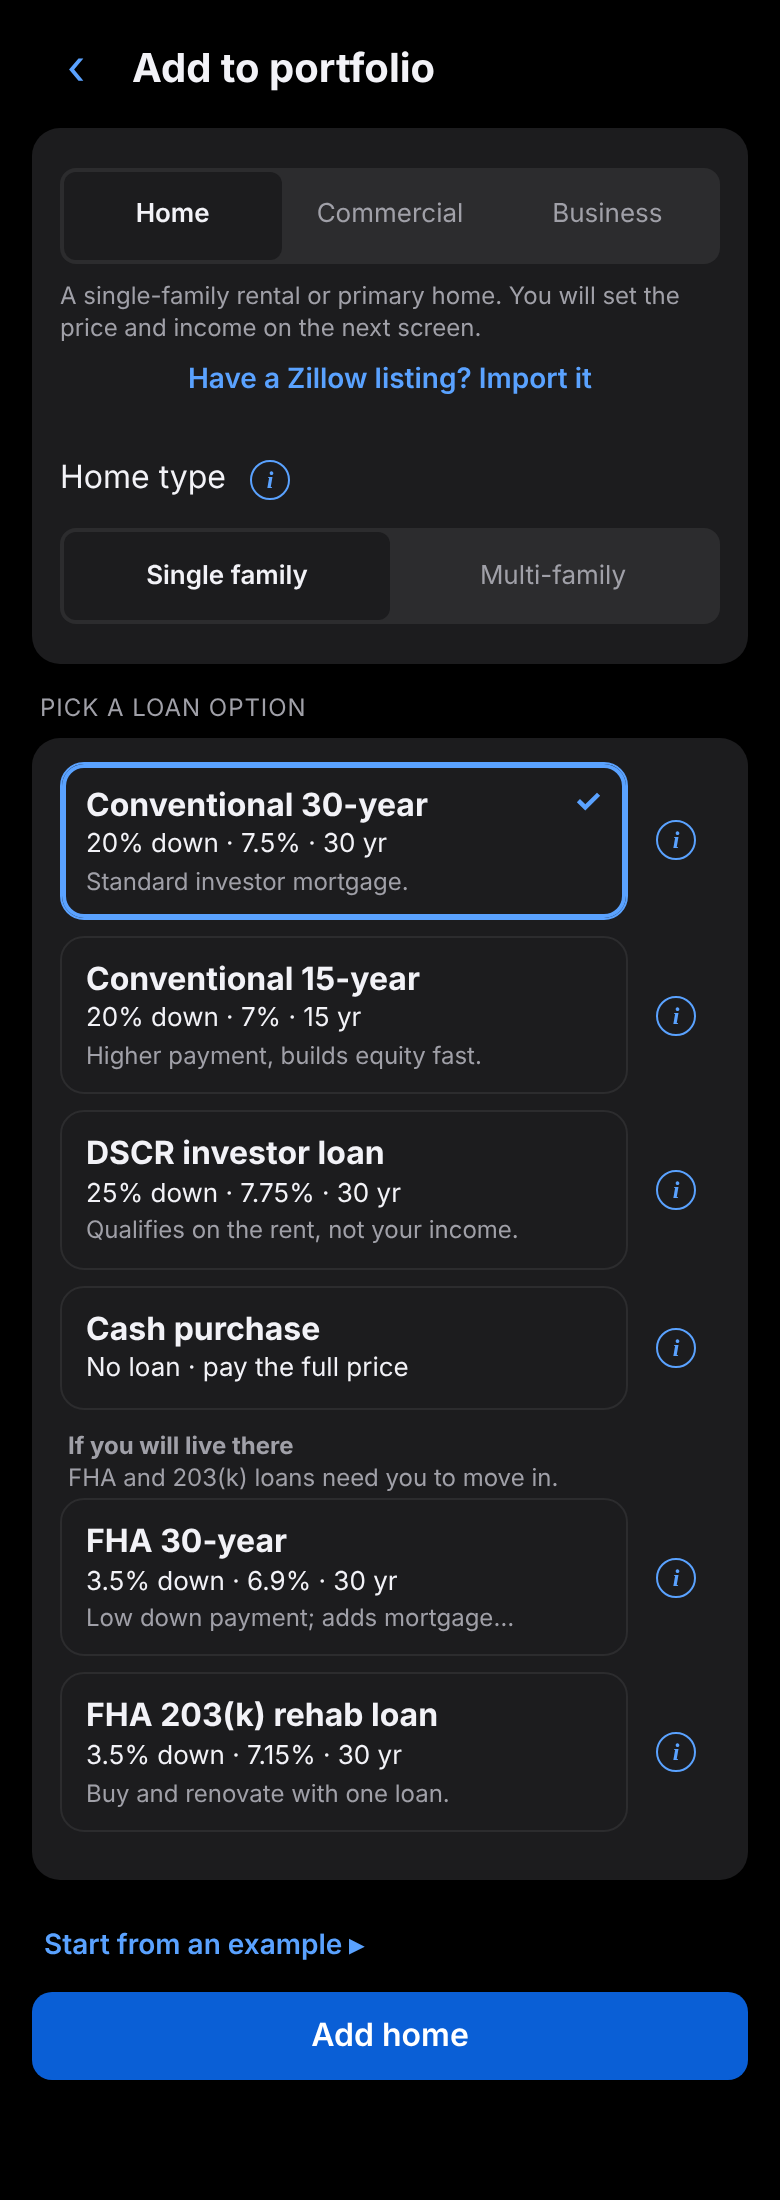 ‹ Add to portfolio
Home Commercial Business
A single-family rental or primary home. You will set the
price and income on the next screen.
Have a Zillow listing? Import it
Home type i
Single family Multi-family
PICK A LOAN OPTION
Conventional 30-year ✓
20% down · 7.5% · 30 yr
Standard investor mortgage.
i
Conventional 15-year
20% down · 7% · 15 yr
Higher payment, builds equity fast.
i
DSCR investor loan
25% down · 7.75% · 30 yr
Qualifies on the rent, not your income.
i
Cash purchase
No loan · pay the full price
i
If you will live there
FHA and 203(k) loans need you to move in.
FHA 30-year
3.5% down · 6.9% · 30 yr
Low down payment; adds mortgage...
i
FHA 203(k) rehab loan
3.5% down · 7.15% · 30 yr
Buy and renovate with one loan.
i
Start from an example ▸
Add home